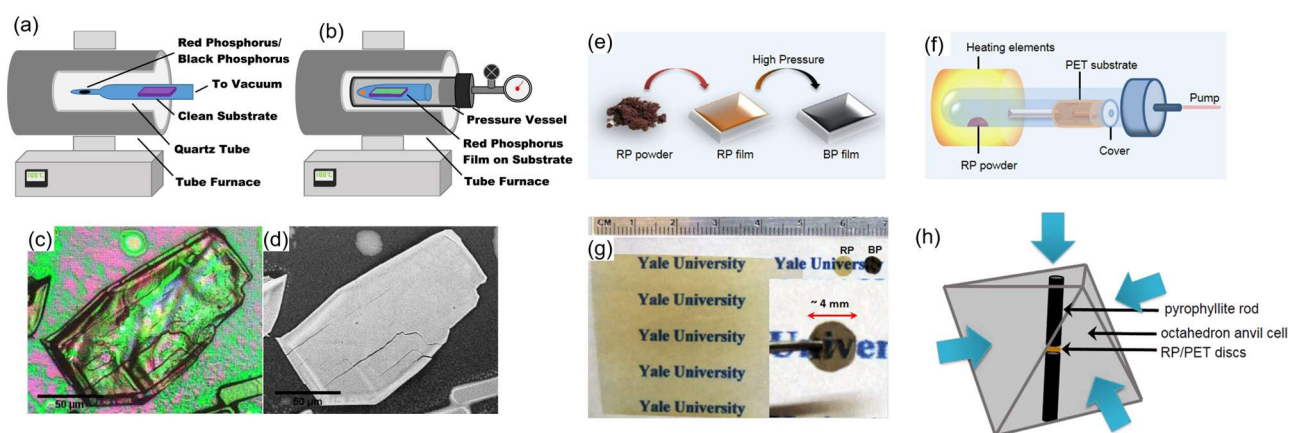 (a)
Red Phosphorus/
Black Phosphorus
To Vacuum
Clean Substrate
Quartz Tube
Tube Furnace
100℃
(b)
Pressure Vessel
Red Phosphorus
Film on Substrate
Tube Furnace
100℃
(c)
50 µm
(d)
50 µm
(e)
High Pressure
RP powder
RP film
BP film
(f)
Heating elements
PET substrate
Pump
RP powder
Cover
(g)
CM 1 2 3 4 5 6 7
RP BP
Yale University
Yale University
Yale University
Yale University
Yale University
Yale Univers
~ 4 mm
Univer
(h)
pyrophyllite rod
octahedron anvil cell
RP/PET discs